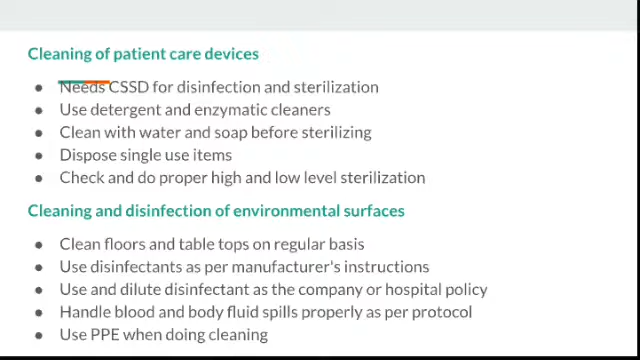 Cleaning of patient care devices
● Needs CSSD for disinfection and sterilization
● Use detergent and enzymatic cleaners
● Clean with water and soap before sterilizing
● Dispose single use items
● Check and do proper high and low level sterilization
Cleaning and disinfection of environmental surfaces
● Clean floors and table tops on regular basis
● Use disinfectants as per manufacturer's instructions
● Use and dilute disinfectant as the company or hospital policy
● Handle blood and body fluid spills properly as per protocol
● Use PPE when doing cleaning